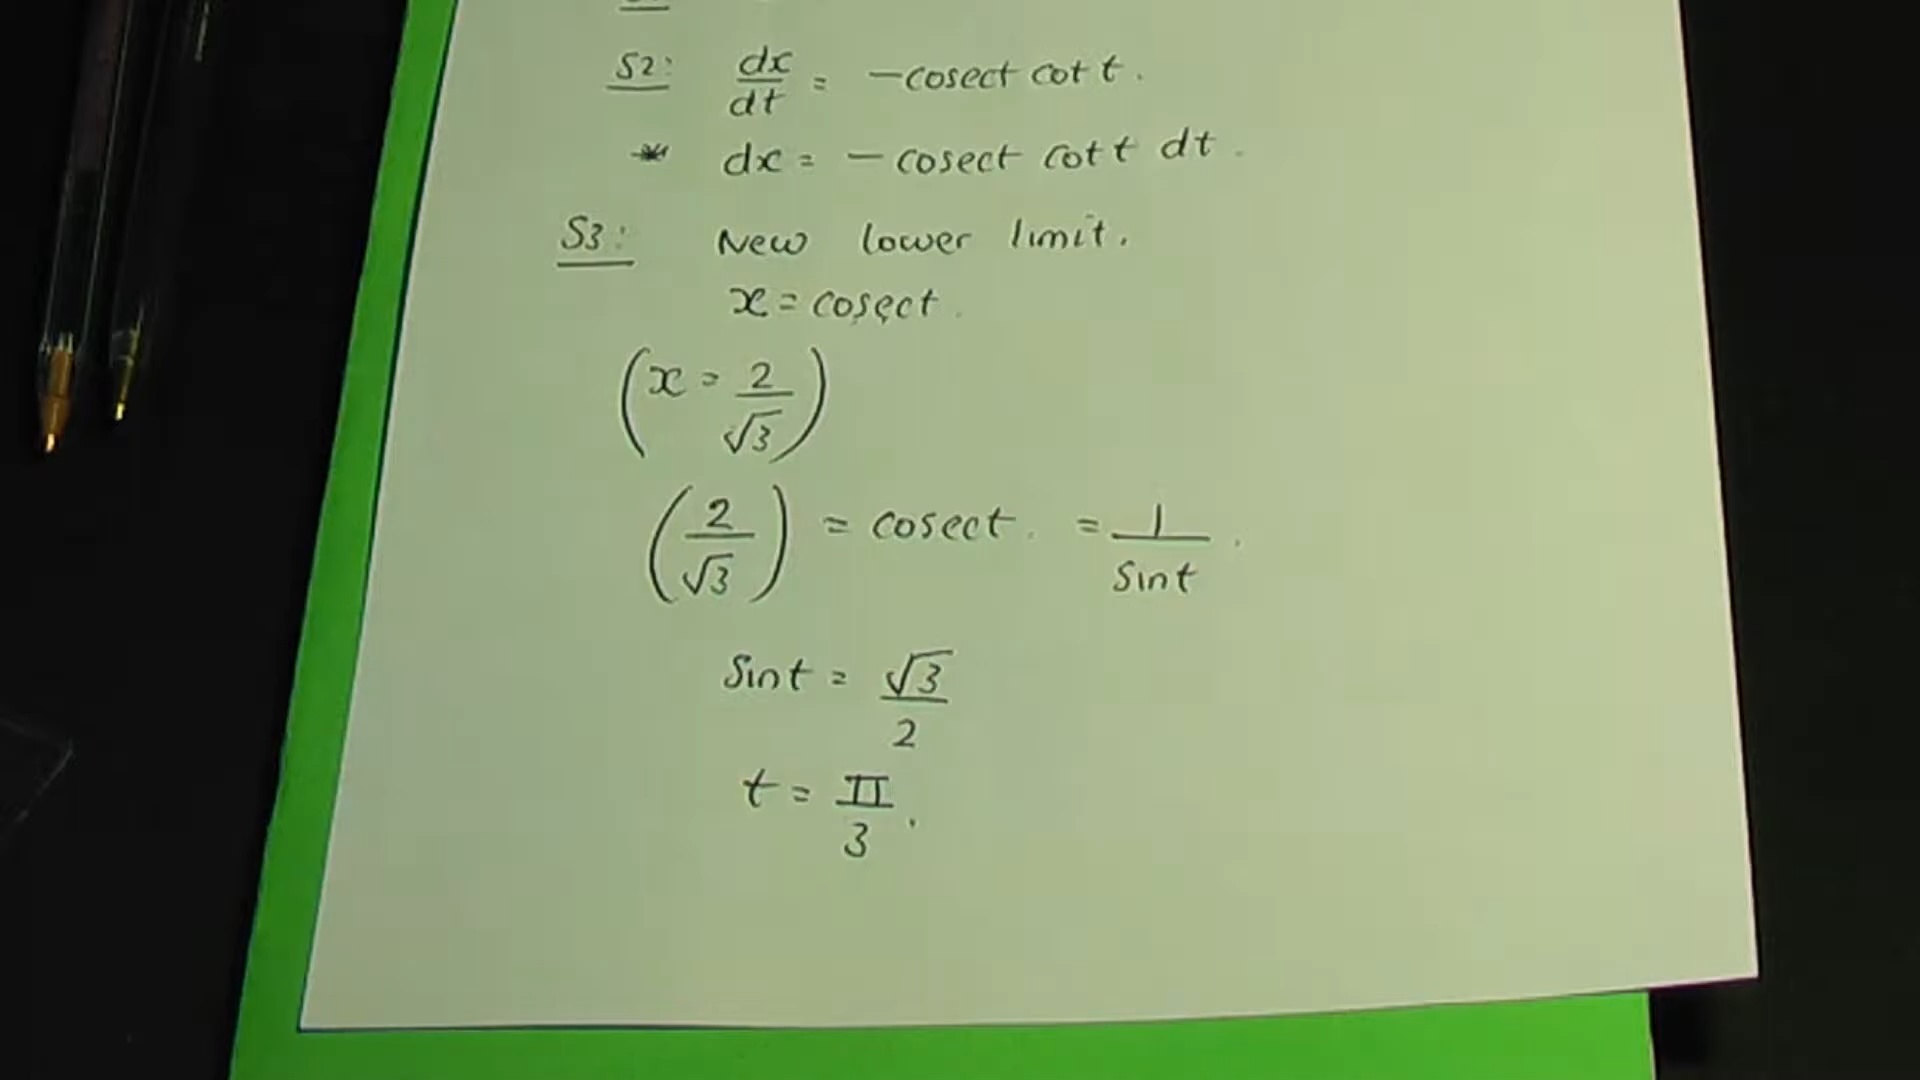 S2: dx/dt = -cosect cot t.
* dx = -cosect cott dt.
S3: New lower limit.
x = cosect.
(x = 2/√3)
(2/√3) = cosect. = 1/sint.
Sint = √3/2
t = π/3.